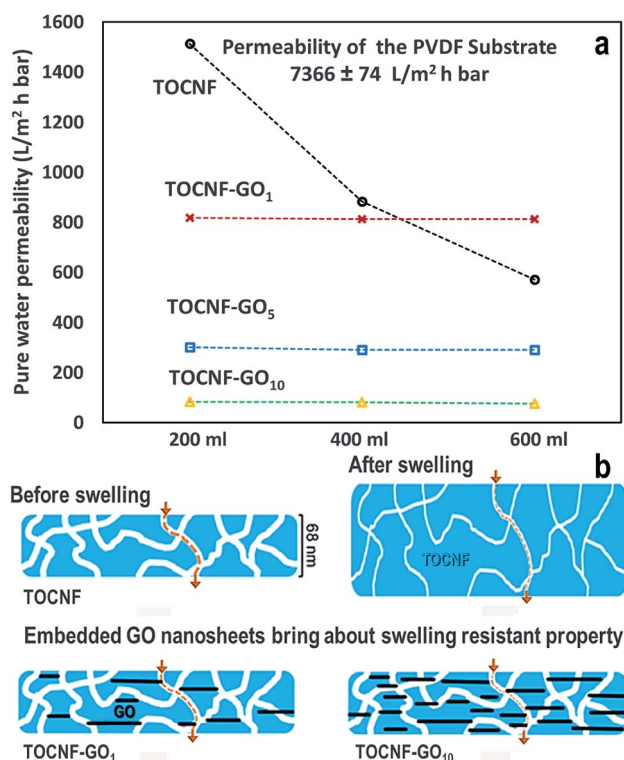 1600
1400
1200
1000
800
600
400
200
0
Pure water permeability (L/m² h bar)
Permeability of the PVDF Substrate
7366 ± 74 L/m² h bar
a
TOCNF
TOCNF-GO₁
TOCNF-GO₅
TOCNF-GO₁₀
200 ml 400 ml 600 ml
b
Before swelling
After swelling
68 nm
TOCNF
TOCNF
Embedded GO nanosheets bring about swelling resistant property
GO
TOCNF-GO₁
TOCNF-GO₁₀